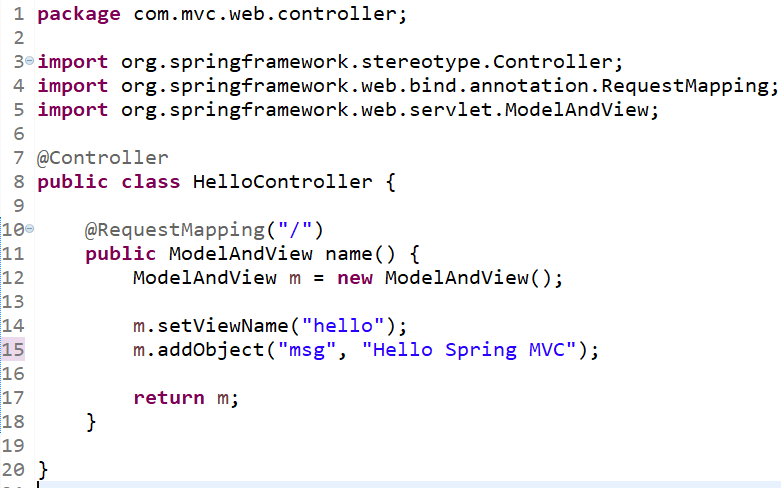 1 package com.mvc.web.controller;
2
3 import org.springframework.stereotype.Controller;
4 import org.springframework.web.bind.annotation.RequestMapping;
5 import org.springframework.web.servlet.ModelAndView;
6
7 @Controller
8 public class HelloController {
9
10     @RequestMapping("/")
11     public ModelAndView name() {
12         ModelAndView m = new ModelAndView();
13
14         m.setViewName("hello");
15         m.addObject("msg", "Hello Spring MVC");
16
17         return m;
18     }
19
20 }